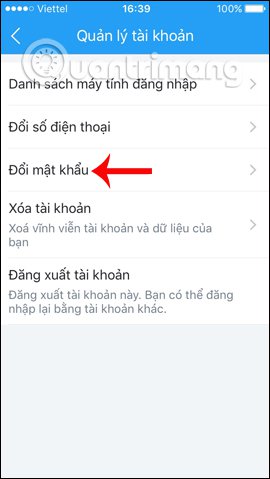 Viettel 16:39 100%
Quản lý tài khoản
Quantrimang
Danh sách máy tính đăng nhập
Đổi số điện thoại
Đổi mật khẩu
Xóa tài khoản
Xoá vĩnh viễn tài khoản và dữ liệu của
bạn
Đăng xuất tài khoản
Đăng xuất tài khoản này. Bạn có thể đăng
nhập lại bằng tài khoản khác.